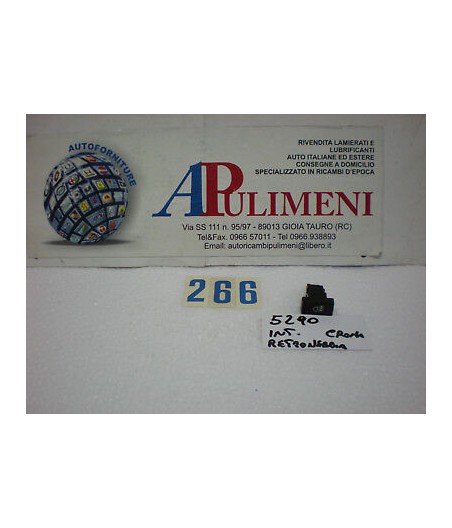 AUTOFORNITURE
RIVENDITA LAMIERATI E
LUBRIFICANTI
AUTO ITALIANE ED ESTERE
CONSEGNE A DOMICILIO
SPECIALIZZATO IN RICAMBI D'EPOCA
APULIMENI
Via SS 111 n. 95/97 - 89013 GIOIA TAURO (RC)
Tel&Fax. 0966 57011 - Tel 0966.938893
Email: autoricambipulimeni@libero.it
266
5290
INT. CROMA
RETRONEBBIA